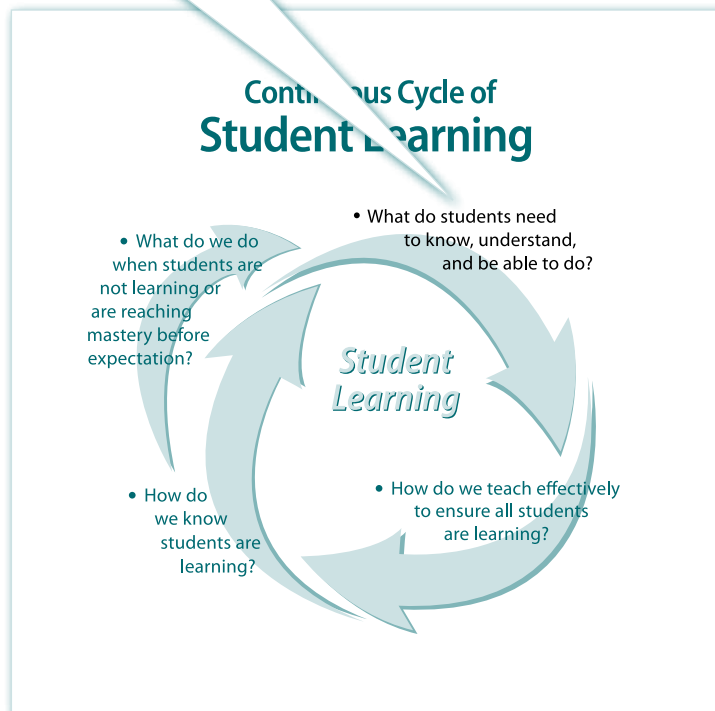 Continuous Cycle of
Student Learning
• What do students need
to know, understand,
and be able to do?
• What do we do
when students are
not learning or
are reaching
mastery before
expectation?
Student
Learning
• How do we teach effectively
to ensure all students
are learning?
• How do
we know
students are
learning?